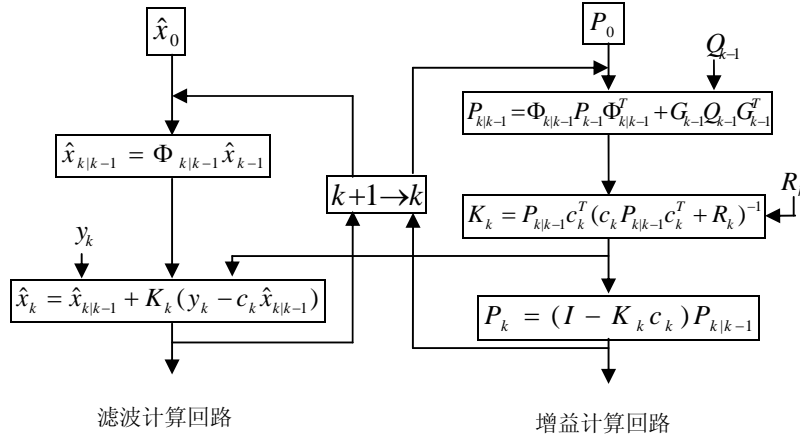 x̂₀
P₀
Q_{k-1}
P_{k|k-1} = Φ_{k|k-1} P_{k-1} Φ^T_{k|k-1} + G_{k-1} Q_{k-1} G^T_{k-1}
x̂_{k|k-1} = Φ_{k|k-1} x̂_{k-1}
k+1→k
R
K_k = P_{k|k-1} c_k^T (c_k P_{k|k-1} c_k^T + R_k)^{-1}
y_k
x̂_k = x̂_{k|k-1} + K_k (y_k − c_k x̂_{k|k-1})
P_k = (I − K_k c_k) P_{k|k-1}
滤波计算回路
增益计算回路